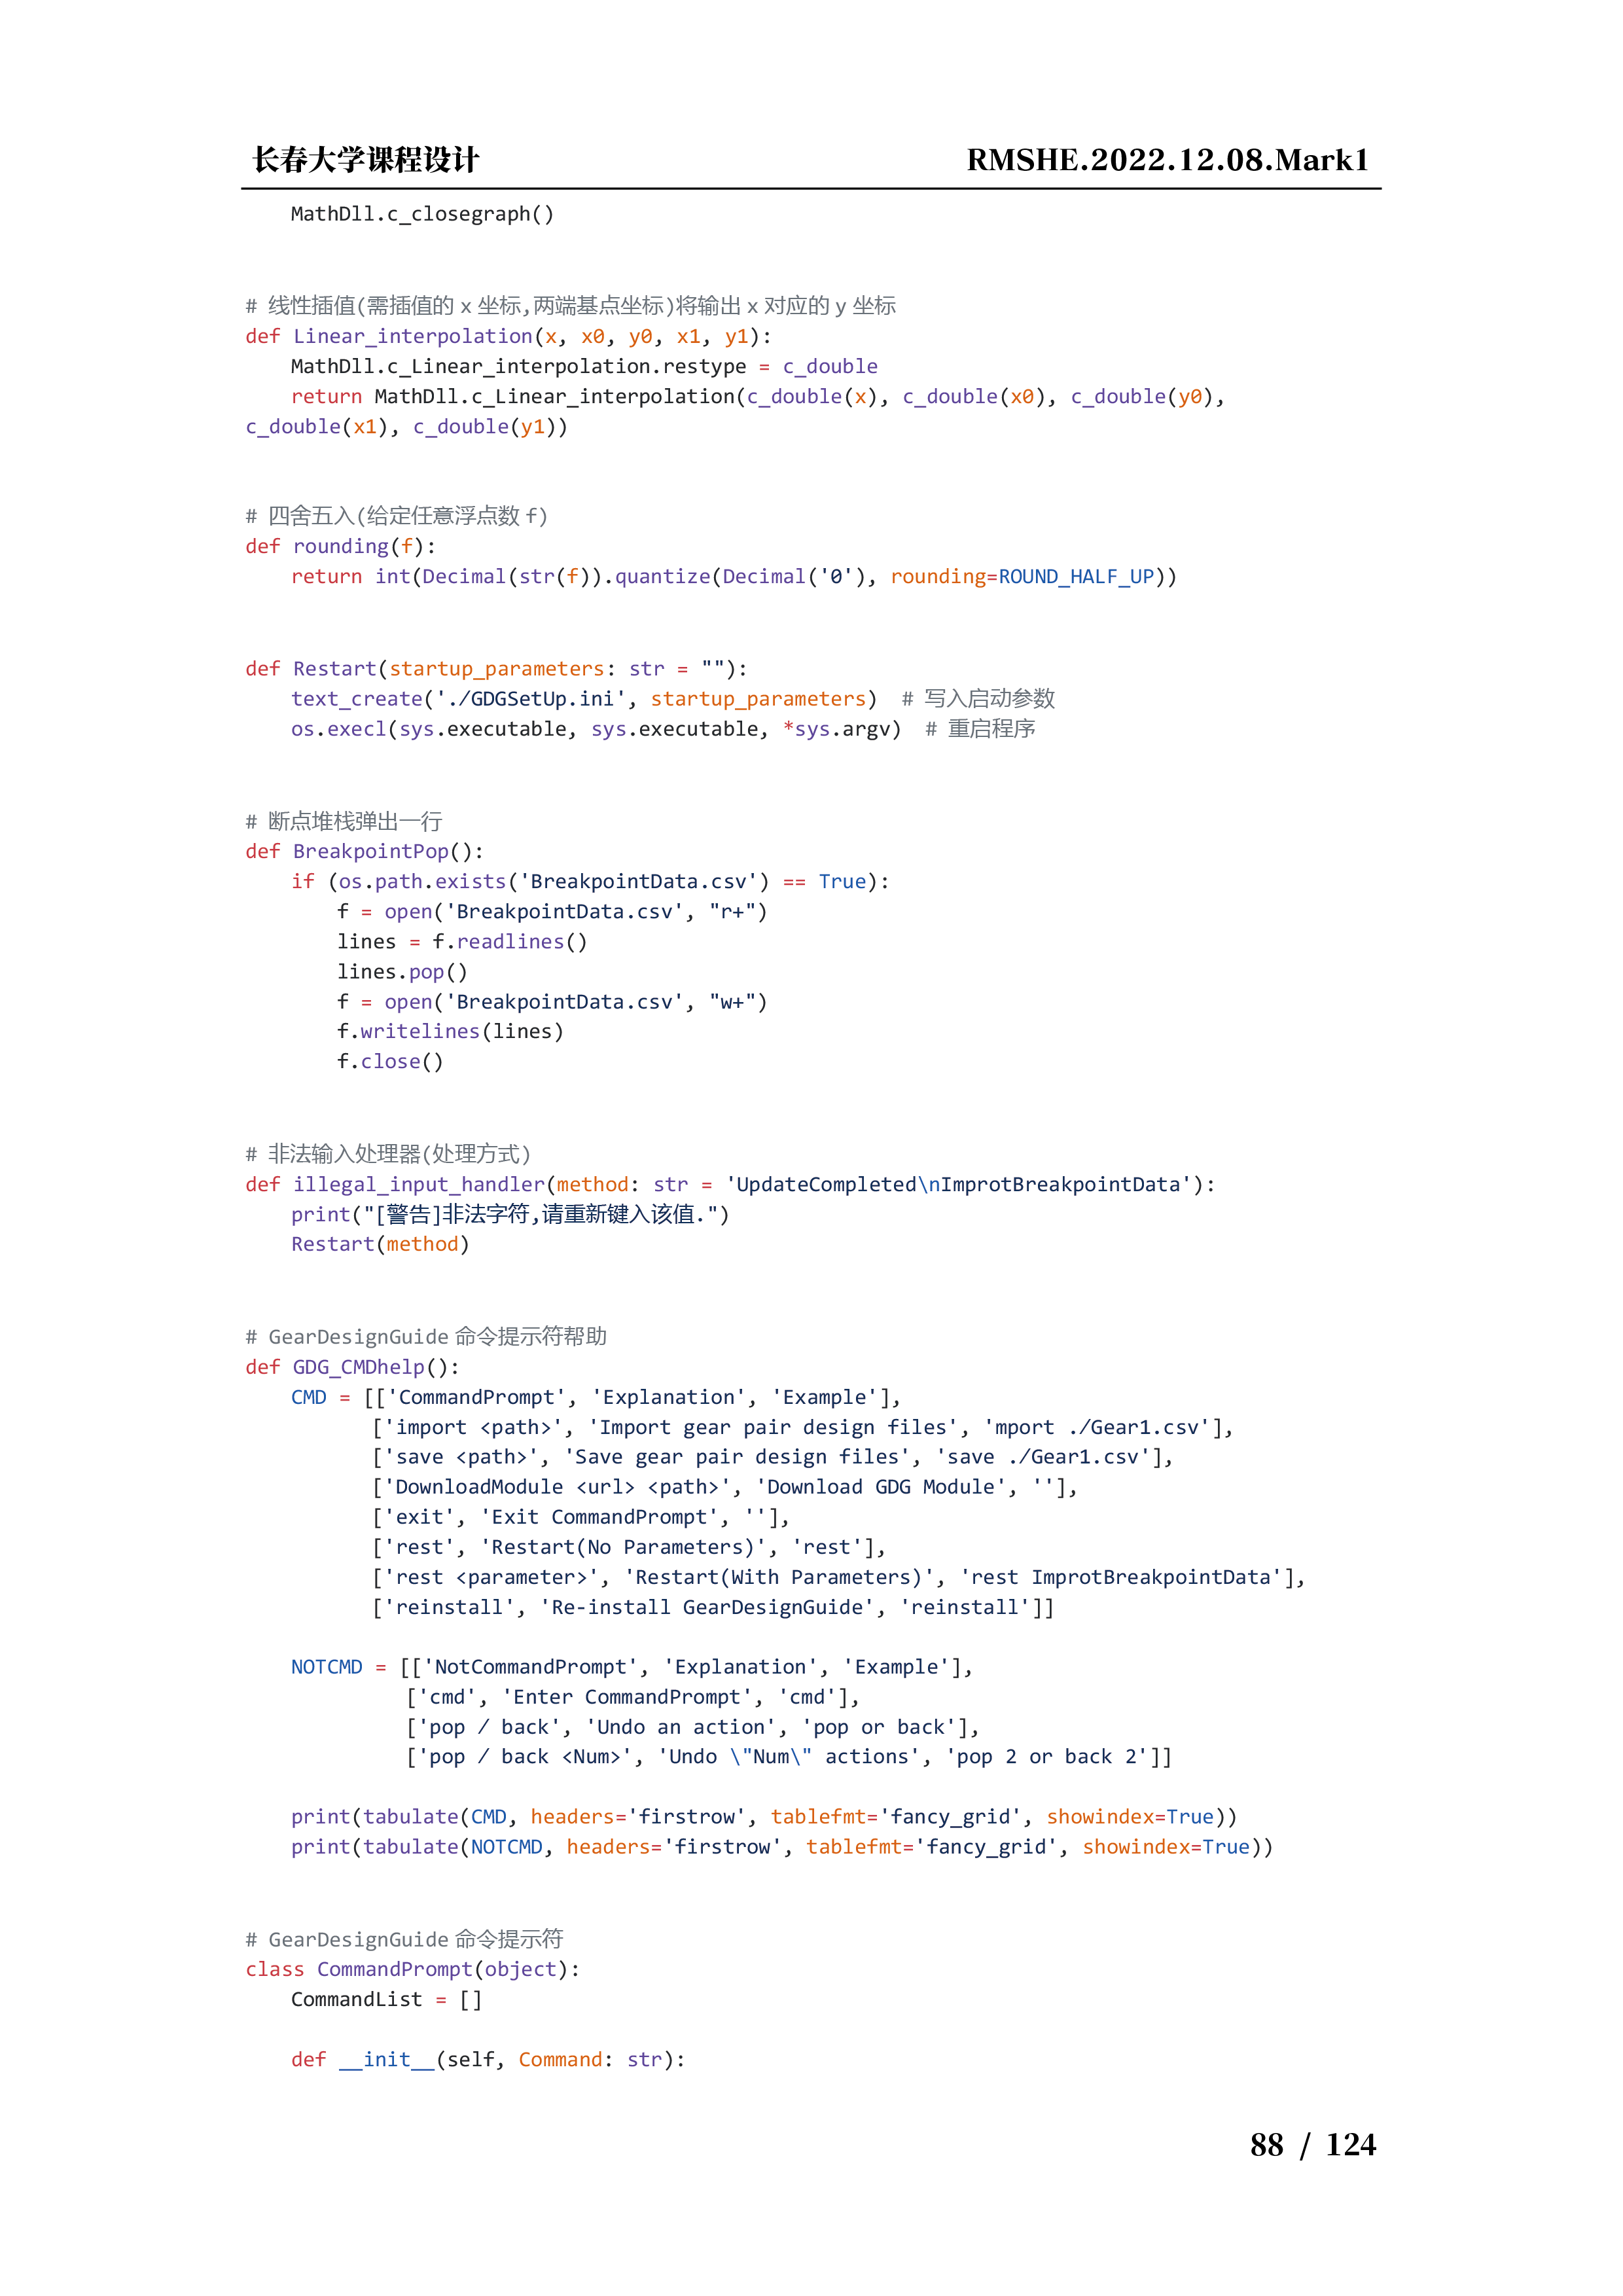 长春大学课程设计 RMSHE.2022.12.08.Mark1
    MathDll.c_closegraph()
# 线性插值(需插值的 x 坐标,两端基点坐标)将输出 x 对应的 y 坐标
def Linear_interpolation(x, x0, y0, x1, y1):
    MathDll.c_Linear_interpolation.restype = c_double
    return MathDll.c_Linear_interpolation(c_double(x), c_double(x0), c_double(y0),
c_double(x1), c_double(y1))
# 四舍五入(给定任意浮点数 f)
def rounding(f):
    return int(Decimal(str(f)).quantize(Decimal('0'), rounding=ROUND_HALF_UP))
def Restart(startup_parameters: str = ""):
    text_create('./GDGSetUp.ini', startup_parameters)  # 写入启动参数
    os.execl(sys.executable, sys.executable, *sys.argv)  # 重启程序
# 断点堆栈弹出一行
def BreakpointPop():
    if (os.path.exists('BreakpointData.csv') == True):
        f = open('BreakpointData.csv', "r+")
        lines = f.readlines()
        lines.pop()
        f = open('BreakpointData.csv', "w+")
        f.writelines(lines)
        f.close()
# 非法输入处理器(处理方式)
def illegal_input_handler(method: str = 'UpdateCompleted\nImprotBreakpointData'):
    print("[警告]非法字符,请重新键入该值.")
    Restart(method)
# GearDesignGuide 命令提示符帮助
def GDG_CMDhelp():
    CMD = [['CommandPrompt', 'Explanation', 'Example'],
           ['import <path>', 'Import gear pair design files', 'mport ./Gear1.csv'],
           ['save <path>', 'Save gear pair design files', 'save ./Gear1.csv'],
           ['DownloadModule <url> <path>', 'Download GDG Module', ''],
           ['exit', 'Exit CommandPrompt', ''],
           ['rest', 'Restart(No Parameters)', 'rest'],
           ['rest <parameter>', 'Restart(With Parameters)', 'rest ImprotBreakpointData'],
           ['reinstall', 'Re-install GearDesignGuide', 'reinstall']]
    NOTCMD = [['NotCommandPrompt', 'Explanation', 'Example'],
              ['cmd', 'Enter CommandPrompt', 'cmd'],
              ['pop / back', 'Undo an action', 'pop or back'],
              ['pop / back <Num>', 'Undo \"Num\" actions', 'pop 2 or back 2']]
    print(tabulate(CMD, headers='firstrow', tablefmt='fancy_grid', showindex=True))
    print(tabulate(NOTCMD, headers='firstrow', tablefmt='fancy_grid', showindex=True))
# GearDesignGuide 命令提示符
class CommandPrompt(object):
    CommandList = []
    def __init__(self, Command: str):
88 / 124